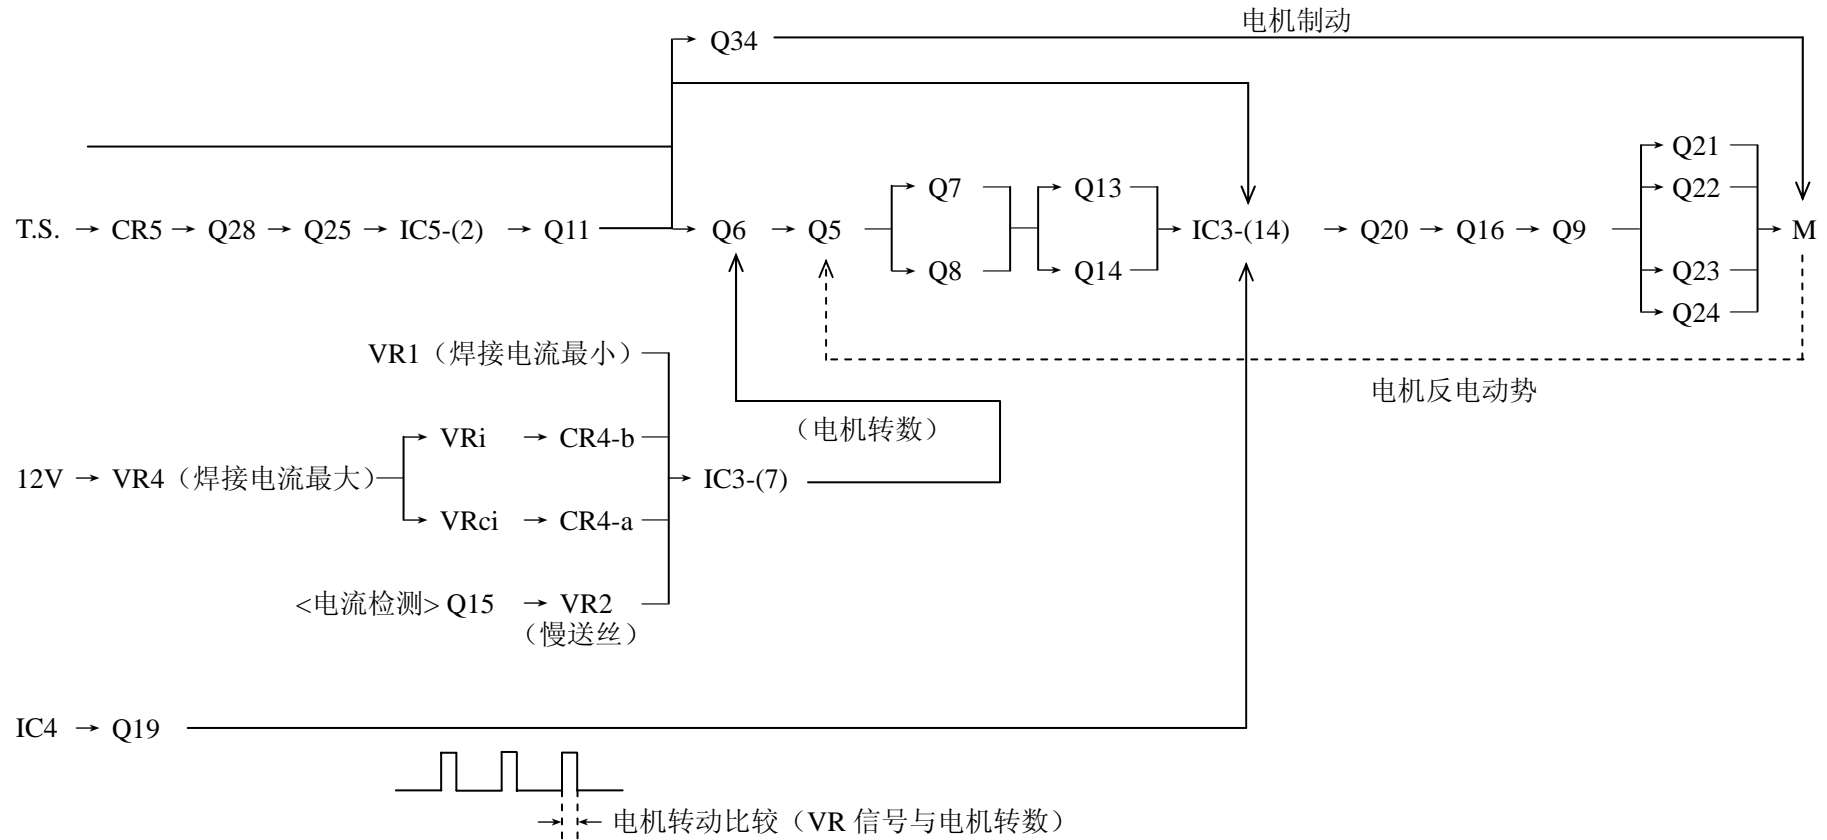 电机制动
→ Q34
→ Q21
→ Q7 → Q13 → Q22
T.S. → CR5 → Q28 → Q25 → IC5-(2) → Q11 → Q6 → Q5 → IC3-(14) → Q20 → Q16 → Q9 → M
→ Q8 → Q14 → Q23
→ Q24
VR1（焊接电流最小）
电机反电动势
（电机转数）
→ VRi → CR4-b
12V → VR4（焊接电流最大） → IC3-(7)
→ VRci → CR4-a
<电流检测> Q15 → VR2
（慢送丝）
IC4 → Q19
电机转动比较（VR 信号与电机转数）